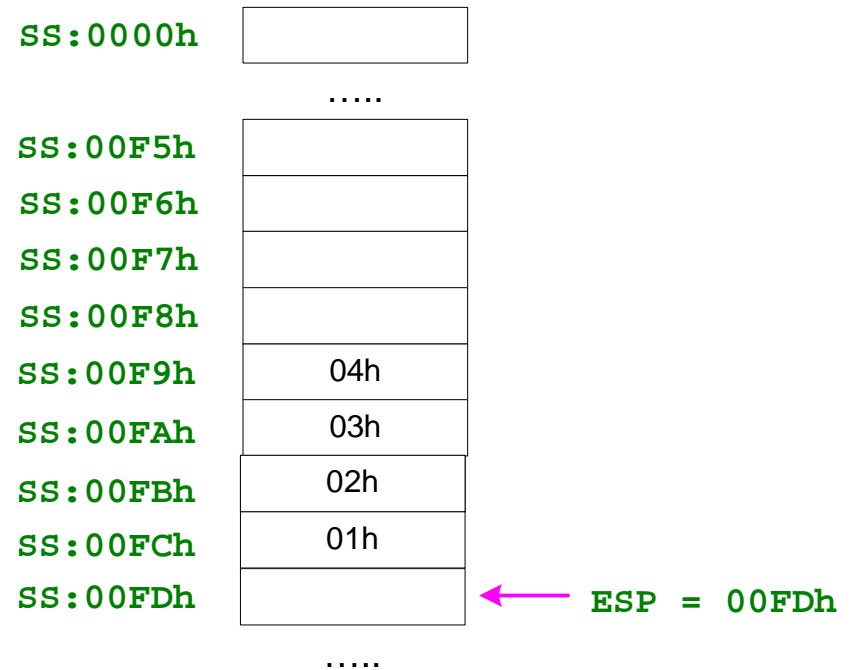 SS:0000h
.....
SS:00F5h
SS:00F6h
SS:00F7h
SS:00F8h
SS:00F9h 04h
SS:00FAh 03h
SS:00FBh 02h
SS:00FCh 01h
SS:00FDh ESP = 00FDh
.....